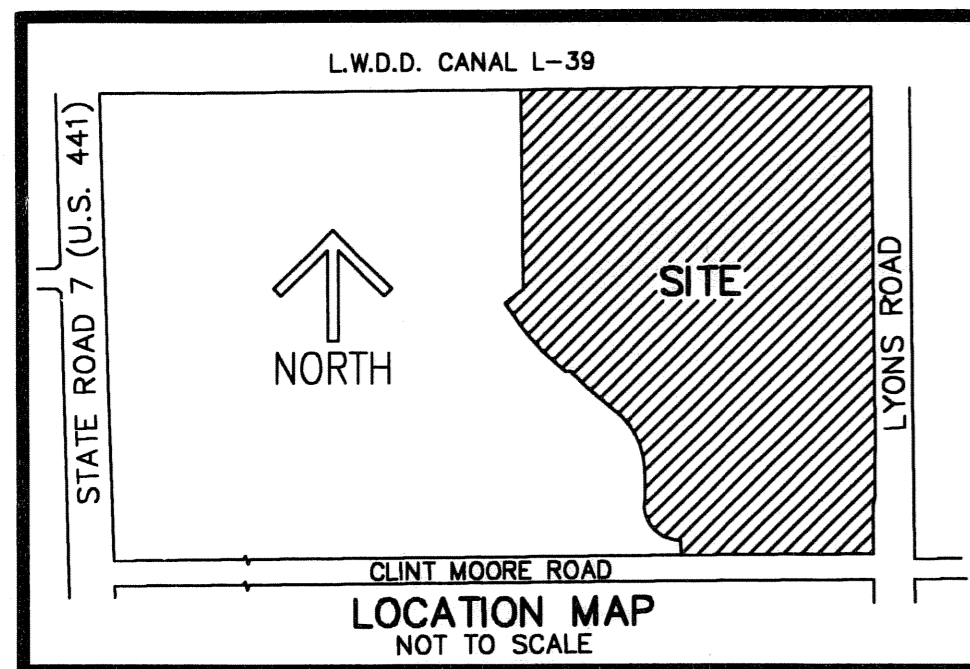 L.W.D.D. CANAL L-39
STATE ROAD 7 (U.S. 441)
NORTH
SITE
LYONS ROAD
CLINT MOORE ROAD
LOCATION MAP
NOT TO SCALE